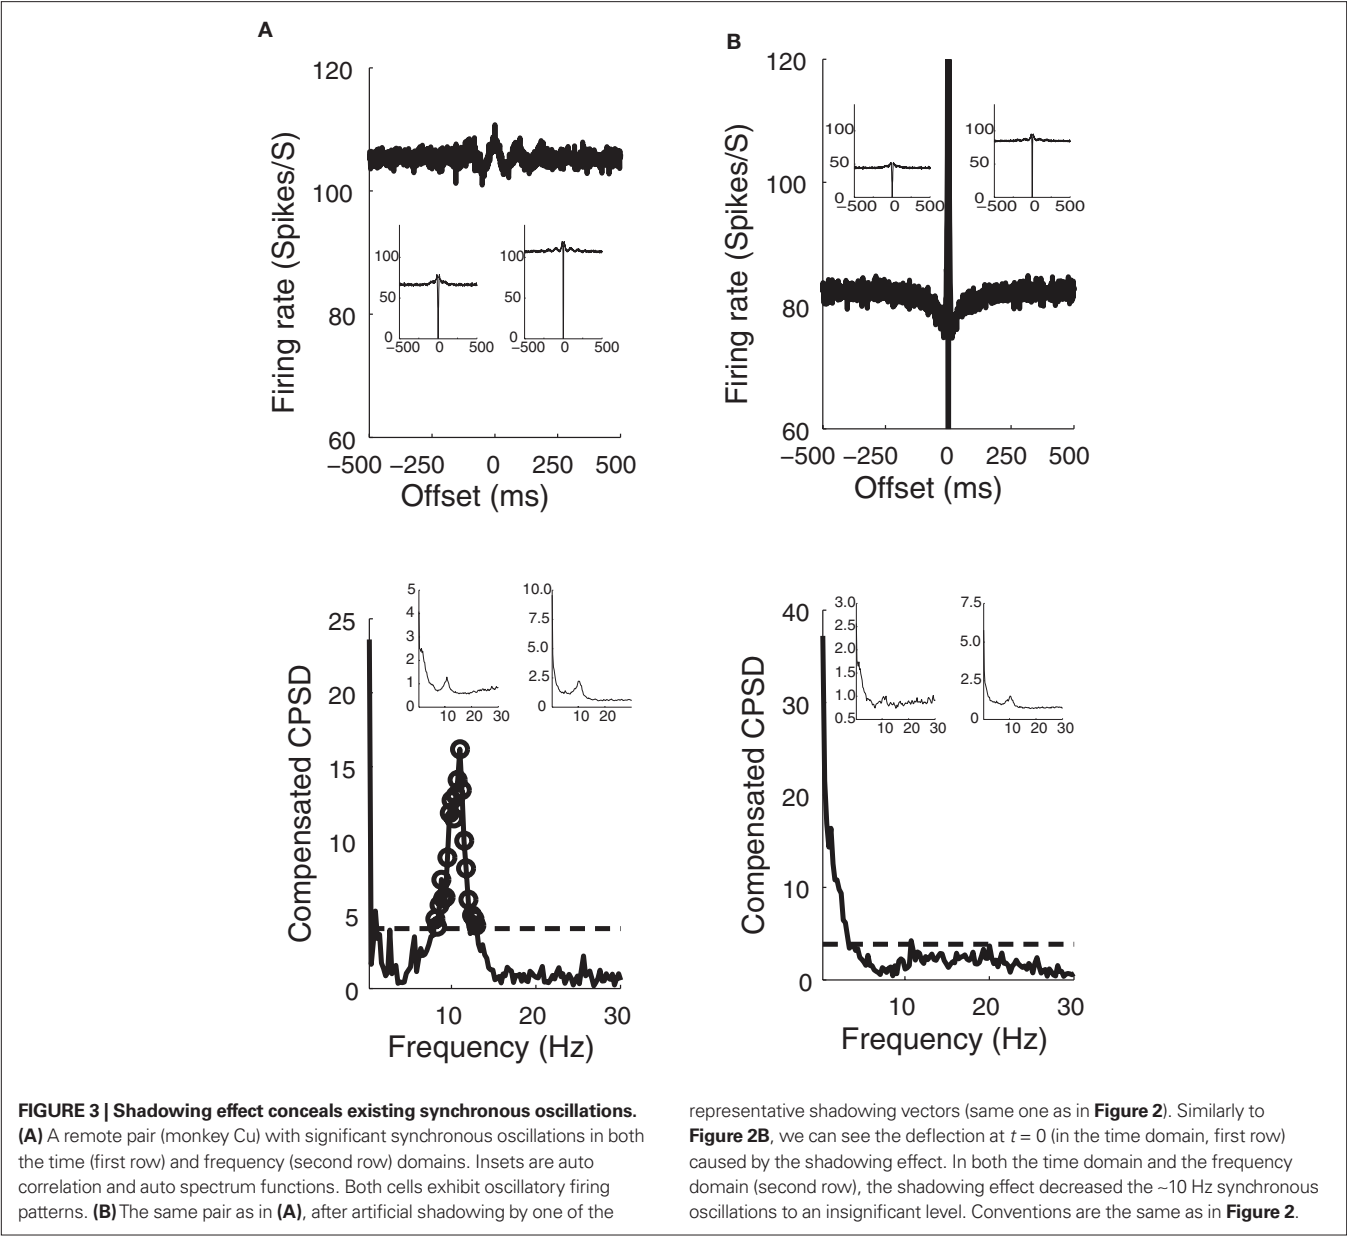 A
120
100
80
60
Firing rate (Spikes/S)
100
50
0
−500 0 500
100
50
0
−500 0 500
−500 −250 0 250 500
Offset (ms)
B
120
100
80
60
Firing rate (Spikes/S)
100
50
0
−500 0 500
100
50
0
−500 0 500
−500 −250 0 250 500
Offset (ms)
25
20
15
10
5
0
Compensated CPSD
5
4
3
2
1
0
10 20 30
10.0
7.5
5.0
2.5
0
10 20
10 20 30
Frequency (Hz)
40
30
20
10
0
Compensated CPSD
3.0
2.5
2.0
1.5
1.0
0.5
10 20 30
7.5
5.0
2.5
0
10 20 30
10 20 30
Frequency (Hz)
FIGURE 3 | Shadowing effect conceals existing synchronous oscillations.
(A) A remote pair (monkey Cu) with significant synchronous oscillations in both
the time (first row) and frequency (second row) domains. Insets are auto
correlation and auto spectrum functions. Both cells exhibit oscillatory firing
patterns. (B) The same pair as in (A), after artificial shadowing by one of the
representative shadowing vectors (same one as in Figure 2). Similarly to
Figure 2B, we can see the deflection at t = 0 (in the time domain, first row)
caused by the shadowing effect. In both the time domain and the frequency
domain (second row), the shadowing effect decreased the ~10 Hz synchronous
oscillations to an insignificant level. Conventions are the same as in Figure 2.